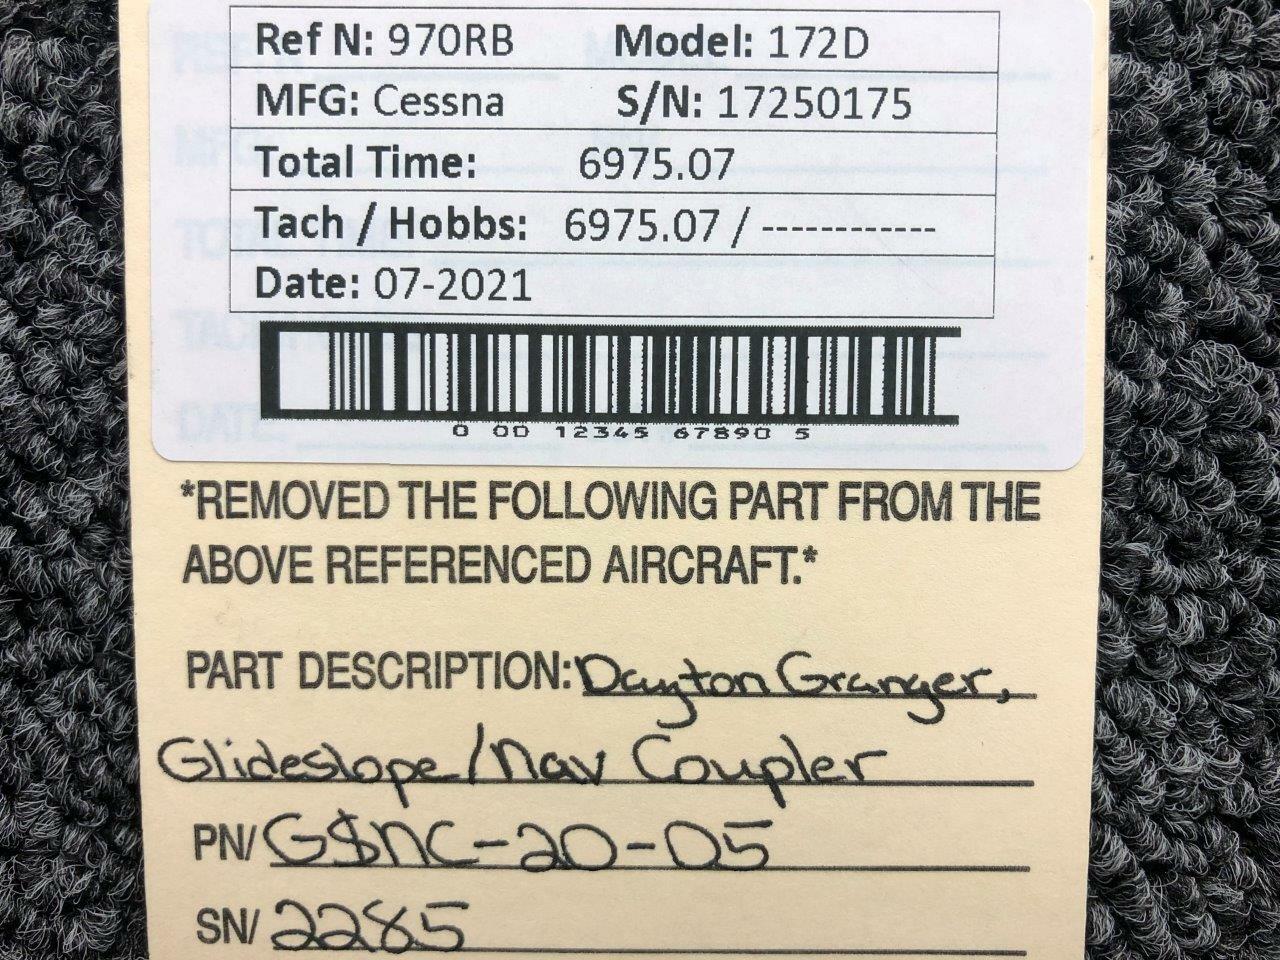 Ref N: 970RB Model: 172D
MFG: Cessna S/N: 17250175
Total Time: 6975.07
Tach / Hobbs: 6975.07 / ------------
Date: 07-2021
0 00 12345 67890 5
*REMOVED THE FOLLOWING PART FROM THE
ABOVE REFERENCED AIRCRAFT.*
PART DESCRIPTION: Dayton Granger,
Glideslope/Nav Coupler
PN/ G$NC-20-05
SN/ 2285